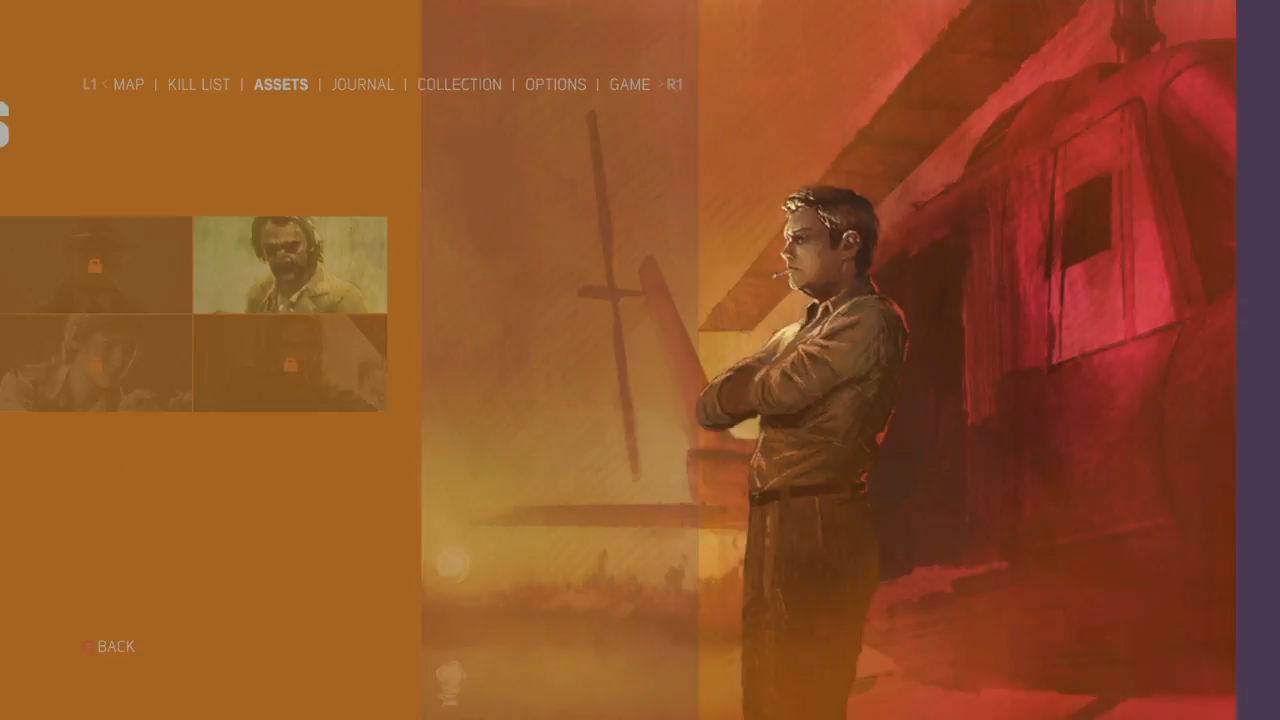 L1 < MAP | KILL LIST | ASSETS | JOURNAL | COLLECTION | OPTIONS | GAME > R1
S
BACK